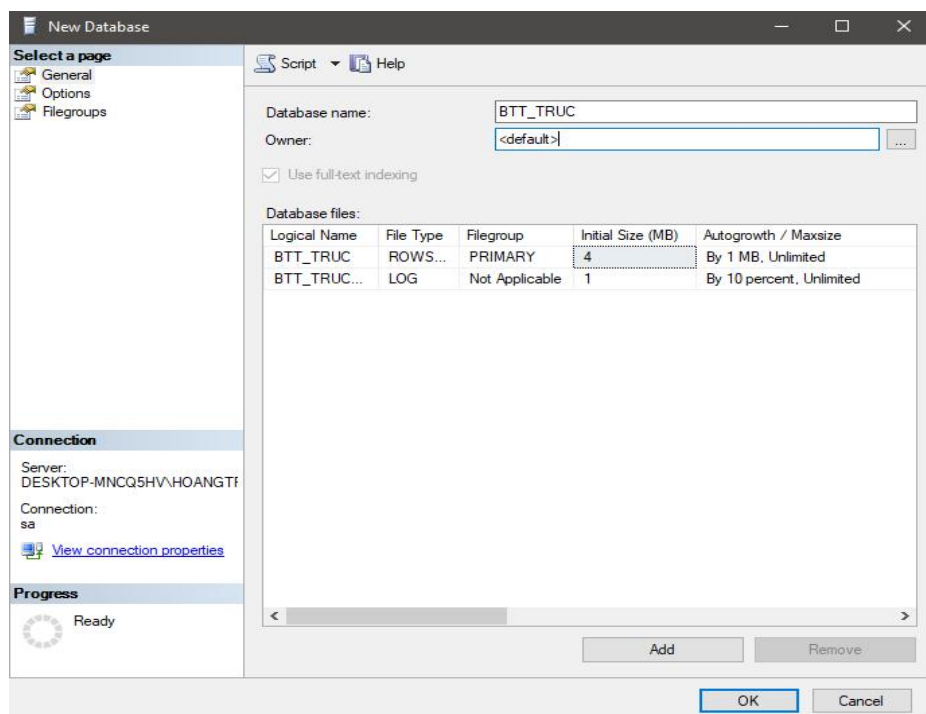 New Database
Select a page
General
Options
Filegroups
Script Help
Database name: BTT_TRUC
Owner: <default> ...
Use full-text indexing
Database files:
Logical Name File Type Filegroup Initial Size (MB) Autogrowth / Maxsize
BTT_TRUC ROWS... PRIMARY 4 By 1 MB, Unlimited
BTT_TRUC... LOG Not Applicable 1 By 10 percent, Unlimited
Connection
Server:
DESKTOP-MNCQ5HV\HOANGTF
Connection:
sa
View connection properties
Progress
Ready
Add Remove
OK Cancel